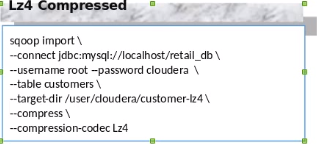 Lz4 Compressed
sqoop import \
--connect jdbc:mysql://localhost/retail_db \
--username root --password cloudera \
--table customers \
--target-dir /user/cloudera/customer-lz4 \
--compress \
--compression-codec Lz4